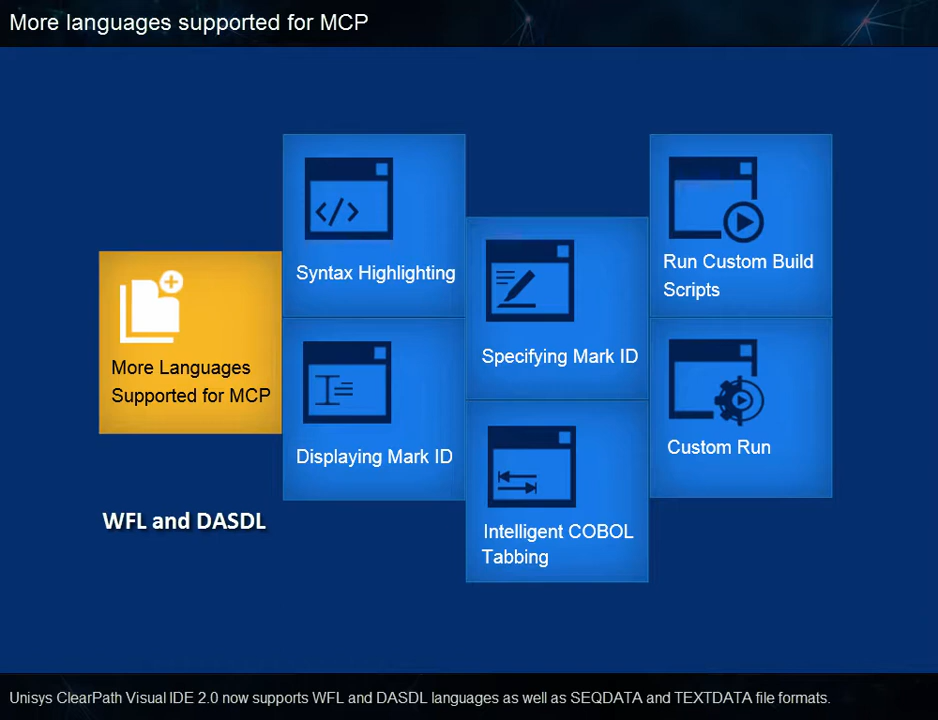 More languages supported for MCP
Syntax Highlighting
Run Custom Build
Scripts
Specifying Mark ID
More Languages
Supported for MCP
Displaying Mark ID
Custom Run
WFL and DASDL
Intelligent COBOL
Tabbing
Unisys ClearPath Visual IDE 2.0 now supports WFL and DASDL languages as well as SEQDATA and TEXTDATA file formats.